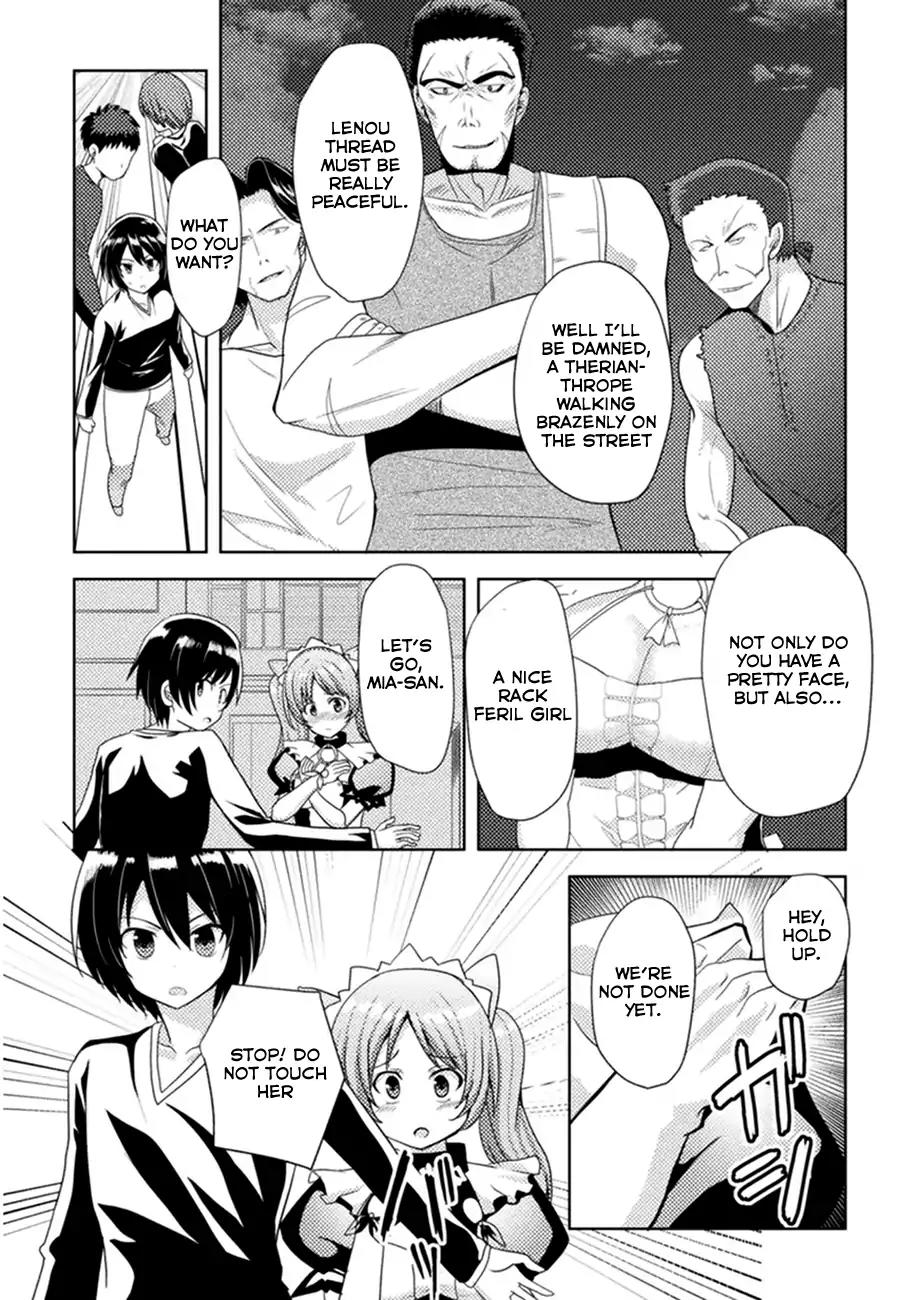 WELL I'LL
BE DAMNED,
A THERIAN-
THROPE
WALKING
BRAZENLY ON
THE STREET
LENOU
THREAD
MUST BE
REALLY
PEACEFUL.
WHAT
DO YOU
WANT?
NOT ONLY DO
YOU HAVE A
PRETTY FACE,
BUT ALSO...
A NICE
RACK
FERIL GIRL
LET'S
GO,
MIA-SAN.
HEY,
HOLD
UP.
WE'RE
NOT DONE
YET.
ガシ
STOP! DO
NOT TOUCH
HER